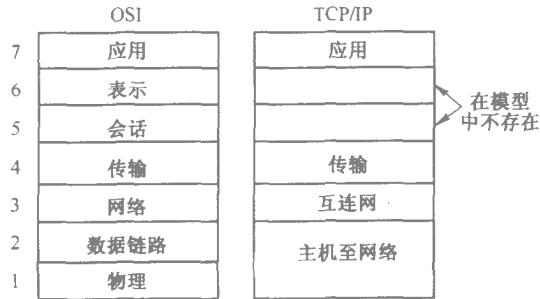 OSI TCP/IP
7 应用 应用
6 表示
在模型
中不存在
5 会话
4 传输 传输
3 网络 互连网
2 数据链路 主机至网络
1 物理